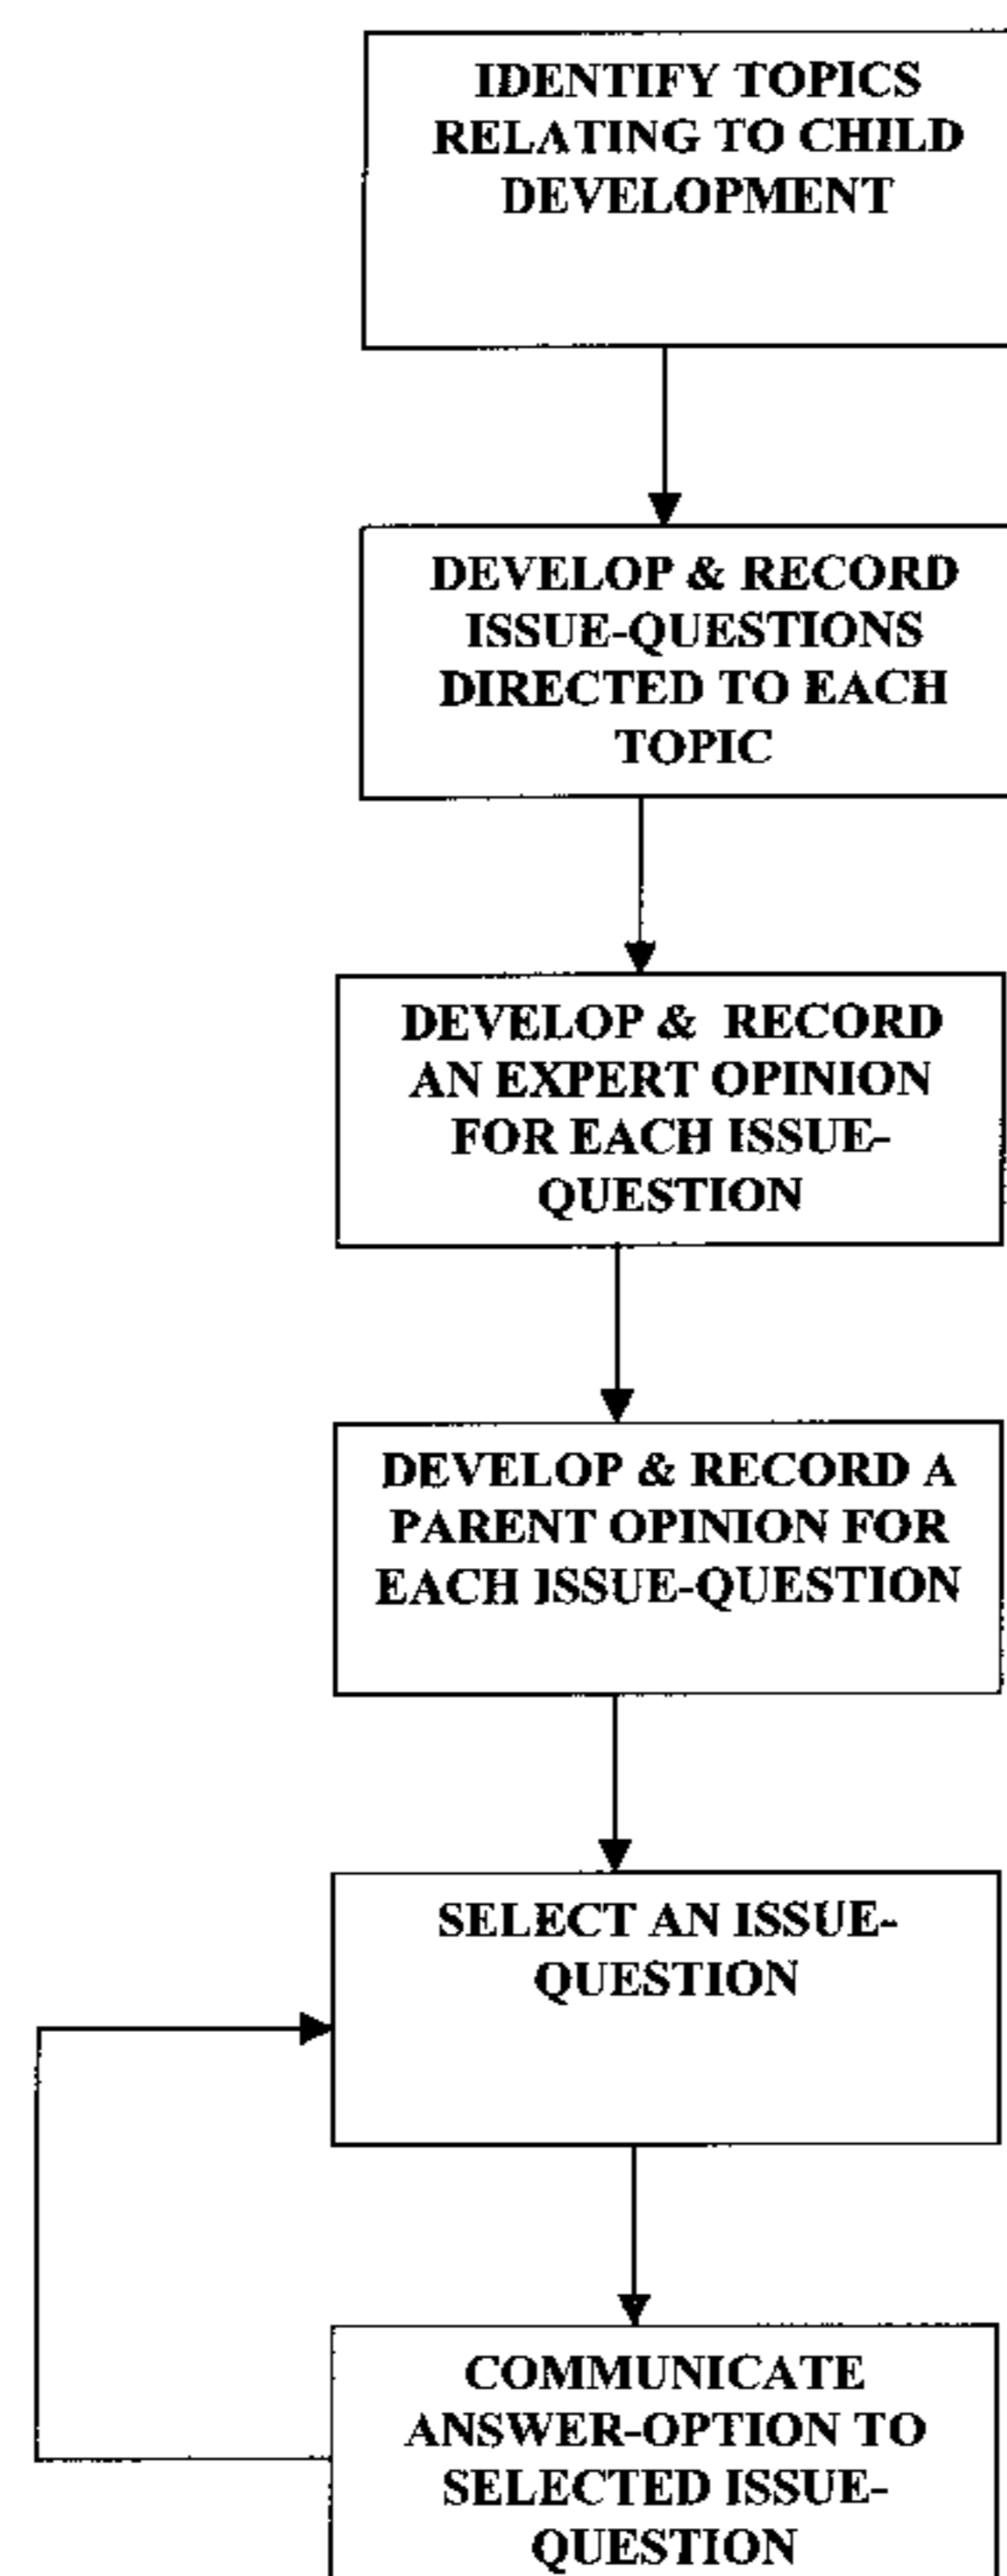 IDENTIFY TOPICS
RELATING TO CHILD
DEVELOPMENT
DEVELOP & RECORD
ISSUE-QUESTIONS
DIRECTED TO EACH
TOPIC
DEVELOP & RECORD
AN EXPERT OPINION
FOR EACH ISSUE-
QUESTION
DEVELOP & RECORD A
PARENT OPINION FOR
EACH ISSUE-QUESTION
SELECT AN ISSUE-
QUESTION
COMMUNICATE
ANSWER-OPTION TO
SELECTED ISSUE-
QUESTION